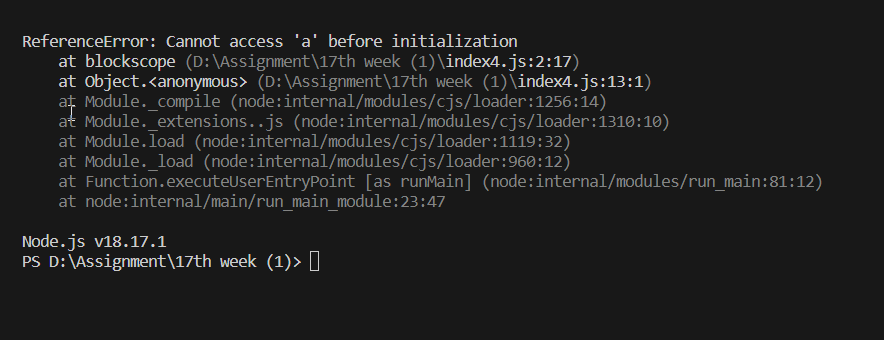 ReferenceError: Cannot access 'a' before initialization
at blockscope (D:\Assignment\17th week (1)\index4.js:2:17)
at Object.<anonymous> (D:\Assignment\17th week (1)\index4.js:13:1)
at Module._compile (node:internal/modules/cjs/loader:1256:14)
at Module._extensions..js (node:internal/modules/cjs/loader:1310:10)
at Module.load (node:internal/modules/cjs/loader:1119:32)
at Module._load (node:internal/modules/cjs/loader:960:12)
at Function.executeUserEntryPoint [as runMain] (node:internal/modules/run_main:81:12)
at node:internal/main/run_main_module:23:47
Node.js v18.17.1
PS D:\Assignment\17th week (1)>